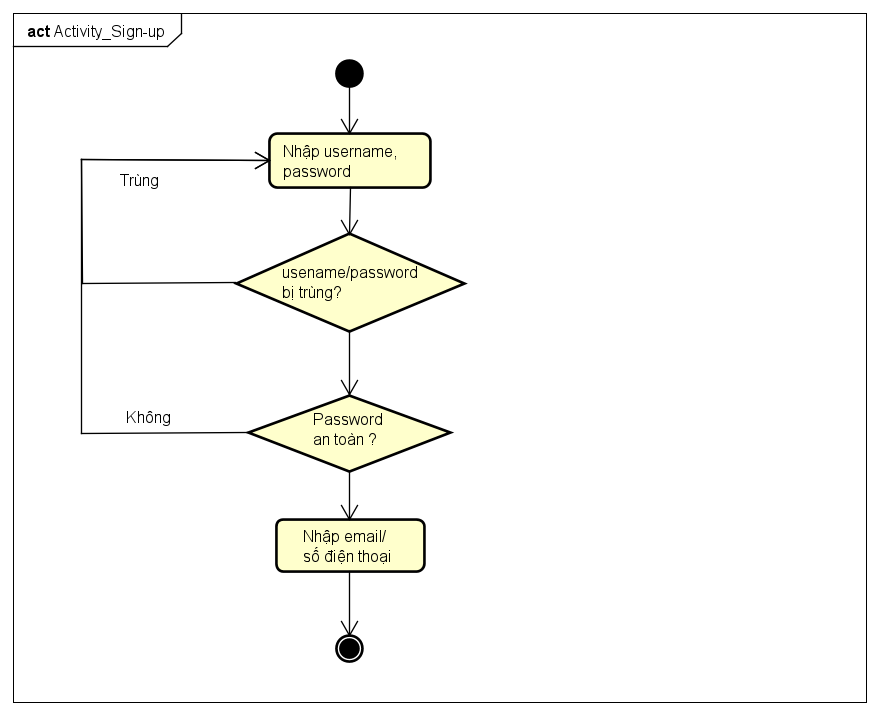 act Activity_Sign-up
Nhập username,
password
Trùng
usename/password
bị trùng?
Không
Password
an toàn ?
Nhập email/
số điện thoại